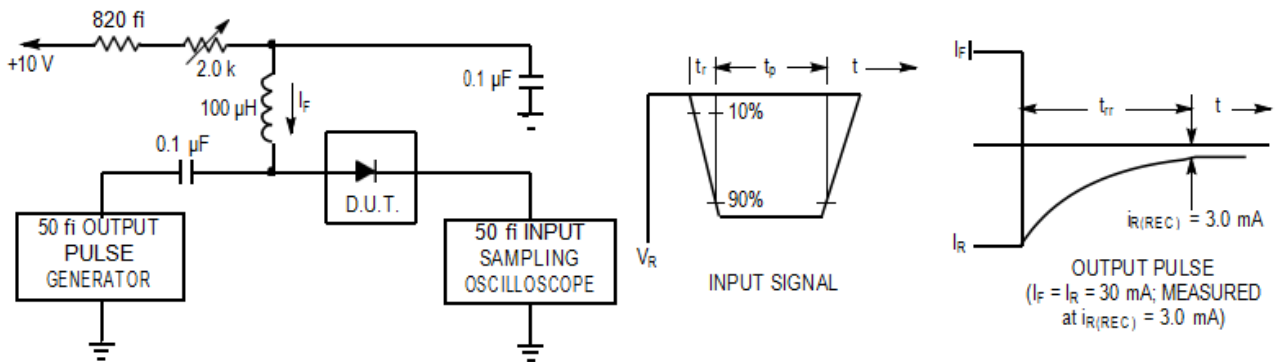 820 fi
+10 V
2.0 k
100 µH
IF
0.1 µF
0.1 µF
D.U.T.
50 fi OUTPUT
PULSE
GENERATOR
50 fi INPUT
SAMPLING
OSCILLOSCOPE
tr
tp
t
10%
90%
VR
INPUT SIGNAL
IF
trr
t
iR(REC) = 3.0 mA
IR
OUTPUT PULSE
(IF = IR = 30 mA; MEASURED
at iR(REC) = 3.0 mA)